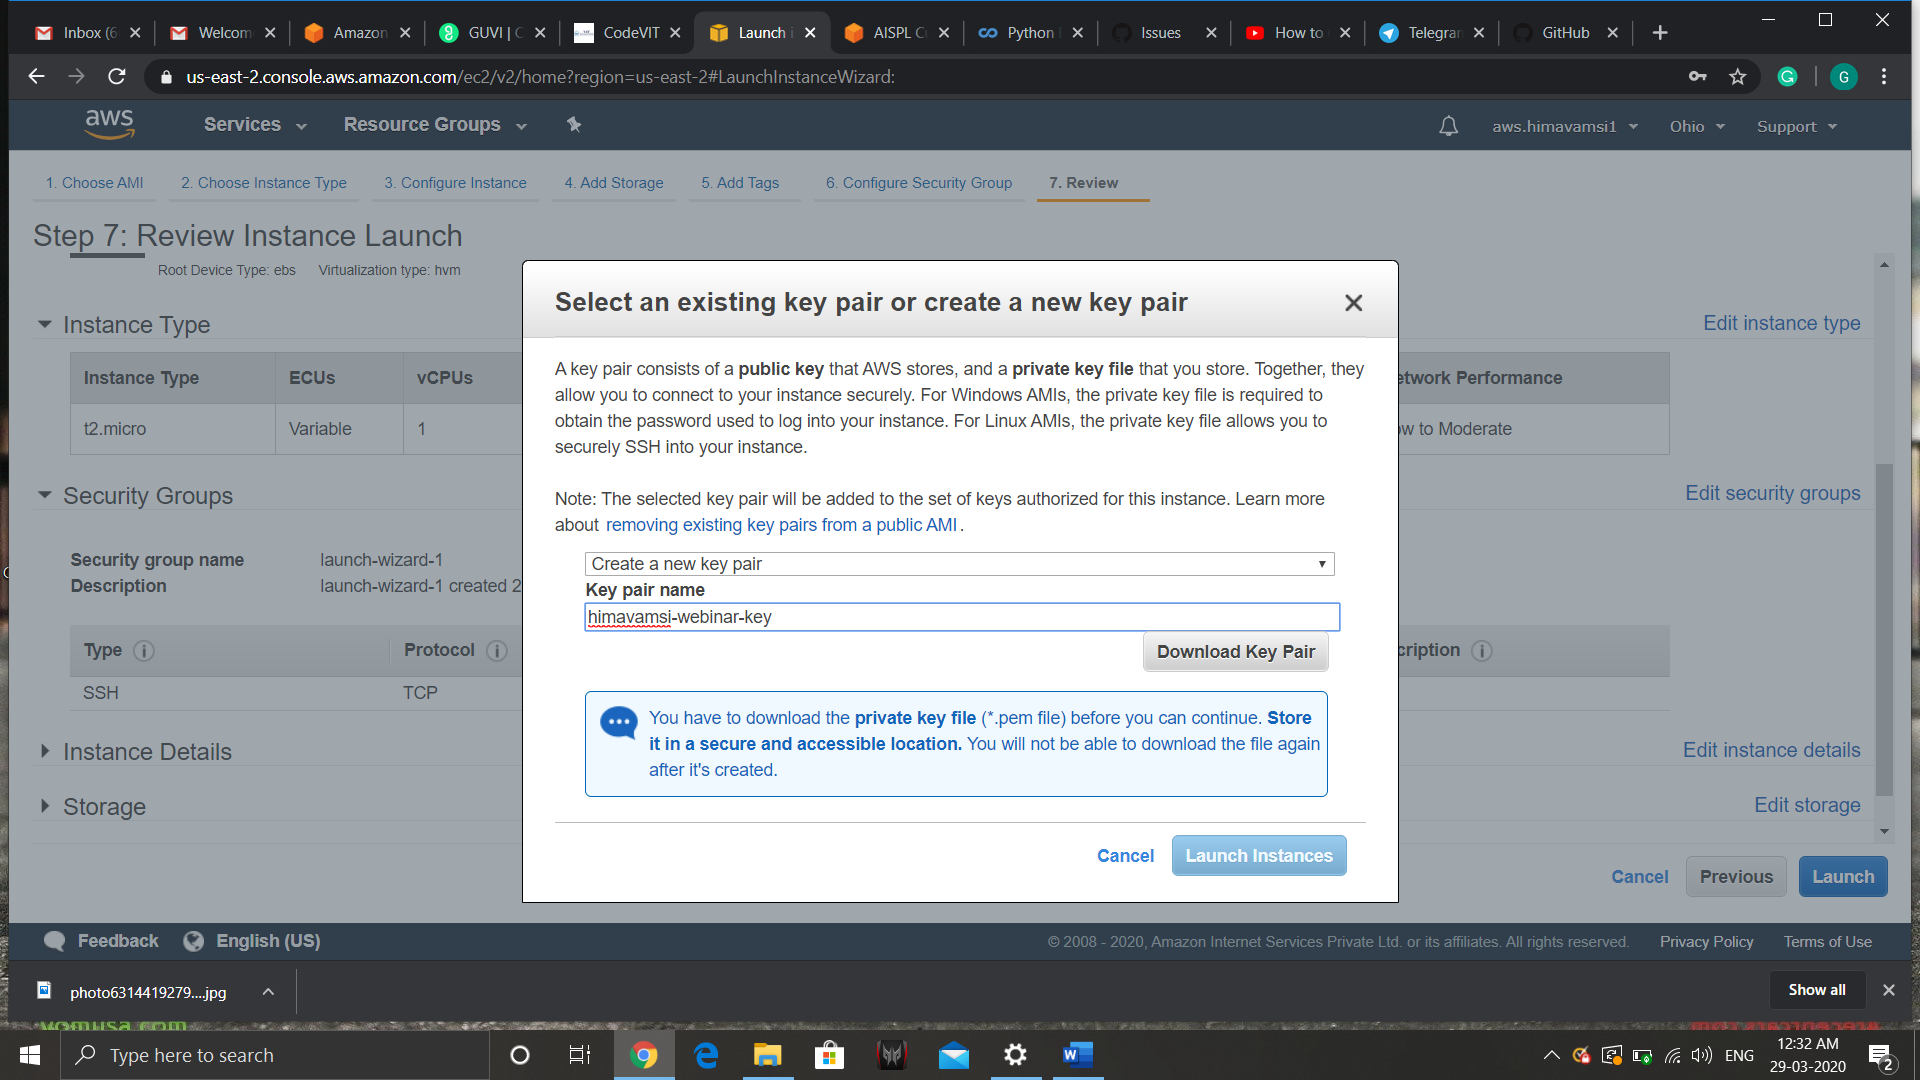 Inbox (6
Welcom
Amazon
GUVI | C
CodeVIT
Launch i
AISPL C
Python
Issues
How to
Telegra
GitHub
us-east-2.console.aws.amazon.com/ec2/v2/home?region=us-east-2#LaunchInstanceWizard:
G
aws
Services
Resource Groups
aws.himavamsi1
Ohio
Support
1. Choose AMI
2. Choose Instance Type
3. Configure Instance
4. Add Storage
5. Add Tags
6. Configure Security Group
7. Review
Step 7: Review Instance Launch
Root Device Type: ebs Virtualization type: hvm
Instance Type
Edit instance type
Instance Type ECUs vCPUs
etwork Performance
t2.micro Variable 1
ow to Moderate
Security Groups
Edit security groups
Security group name launch-wizard-1
Description launch-wizard-1 created 2
Type Protocol
cription
SSH TCP
Instance Details
Edit instance details
Storage
Edit storage
Select an existing key pair or create a new key pair
A key pair consists of a public key that AWS stores, and a private key file that you store. Together, they
allow you to connect to your instance securely. For Windows AMIs, the private key file is required to
obtain the password used to log into your instance. For Linux AMIs, the private key file allows you to
securely SSH into your instance.
Note: The selected key pair will be added to the set of keys authorized for this instance. Learn more
about removing existing key pairs from a public AMI .
Create a new key pair
Key pair name
himavamsi-webinar-key
Download Key Pair
You have to download the private key file (*.pem file) before you can continue. Store
it in a secure and accessible location. You will not be able to download the file again
after it's created.
Cancel
Launch Instances
Cancel
Previous
Launch
Feedback
English (US)
© 2008 - 2020, Amazon Internet Services Private Ltd. or its affiliates. All rights reserved.
Privacy Policy
Terms of Use
photo6314419279....jpg
Show all
Type here to search
ENG
12:32 AM
29-03-2020
2